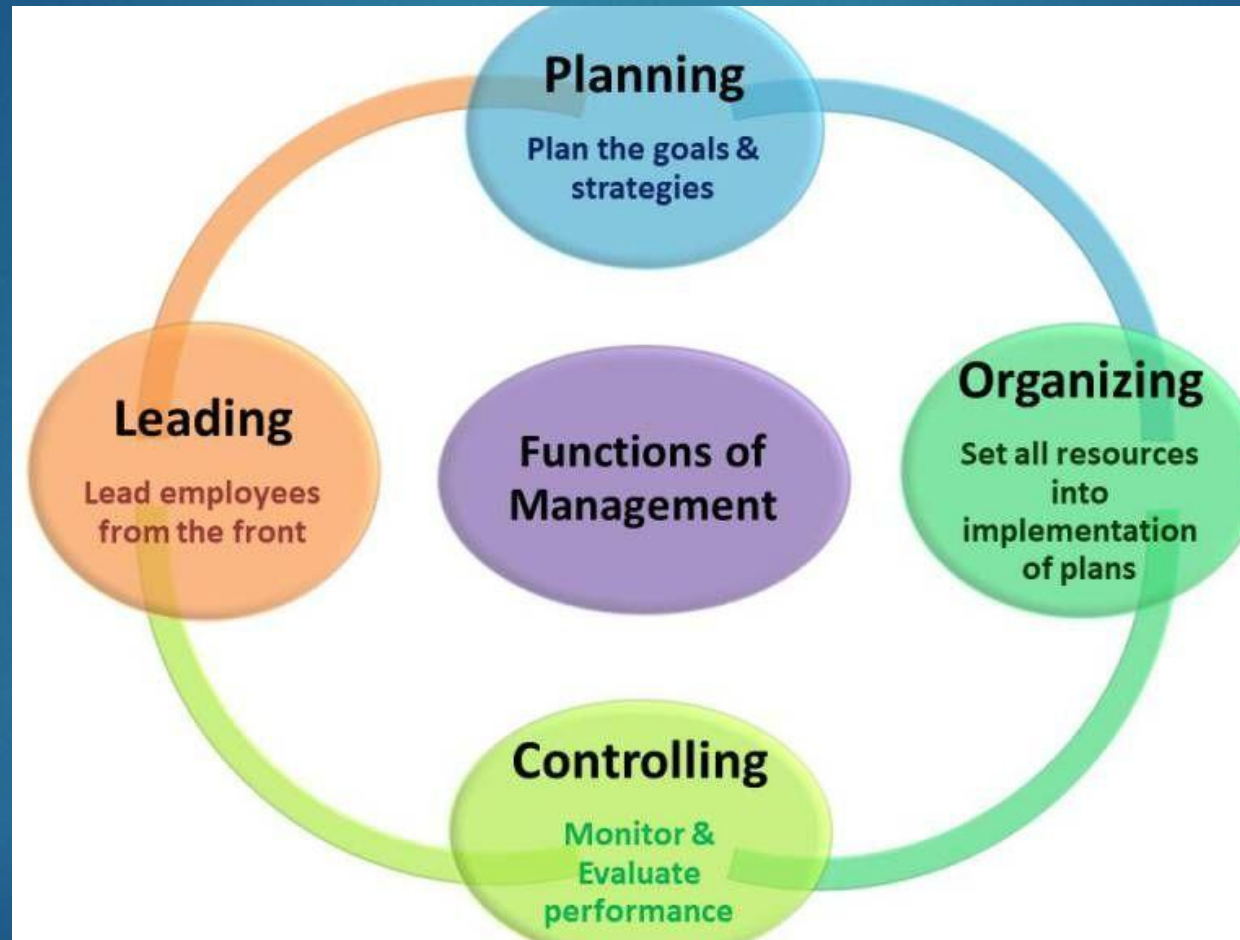 Planning
Plan the goals &
strategies
Organizing
Set all resources
into
implementation
of plans
Controlling
Monitor &
Evaluate
performance
Leading
Lead employees
from the front
Functions of
Management